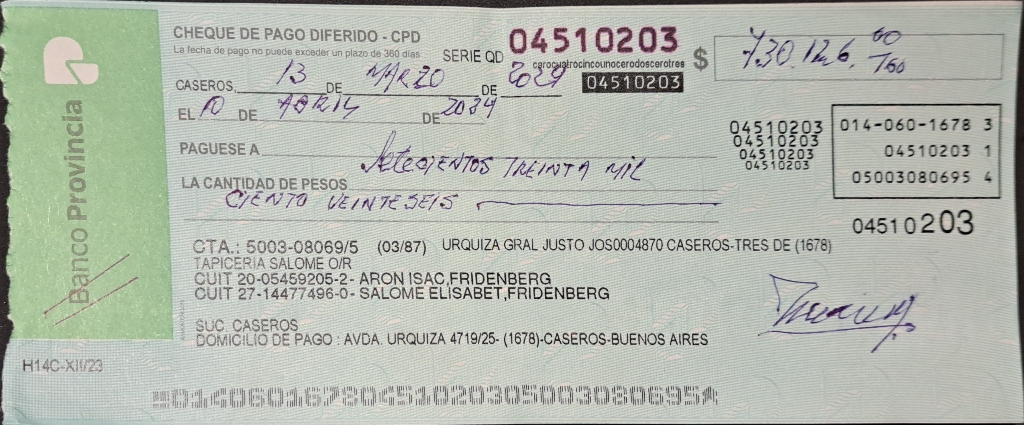 Banco Provincia
CHEQUE DE PAGO DIFERIDO - CPD
La fecha de pago no puede exceder un plazo de 360 días
SERIE QD 04510203
cerocuatrocincounocerodoscerotres
04510203
$ 730.126,00/100
CASEROS, 13 DE MARZO DE 2024
EL 10 DE ABRIL DE 2024
PAGUESE A
LA CANTIDAD DE PESOS SETECIENTOS TREINTA MIL
CIENTO VEINTESEIS
04510203
04510203
04510203
04510203
014-060-1678 3
04510203 1
05003080695 4
04510203
CTA.: 5003-08069/5 (03/87) URQUIZA GRAL JUSTO JOS0004870 CASEROS-TRES DE (1678)
TAPICERIA SALOME O/R
CUIT 20-05459205-2- ARON ISAC,FRIDENBERG
CUIT 27-14477496-0- SALOME ELISABET,FRIDENBERG
SUC. CASEROS
DOMICILIO DE PAGO : AVDA. URQUIZA 4719/25- (1678)-CASEROS-BUENOS AIRES
H14C-XII/23
01406016780451020305003080695